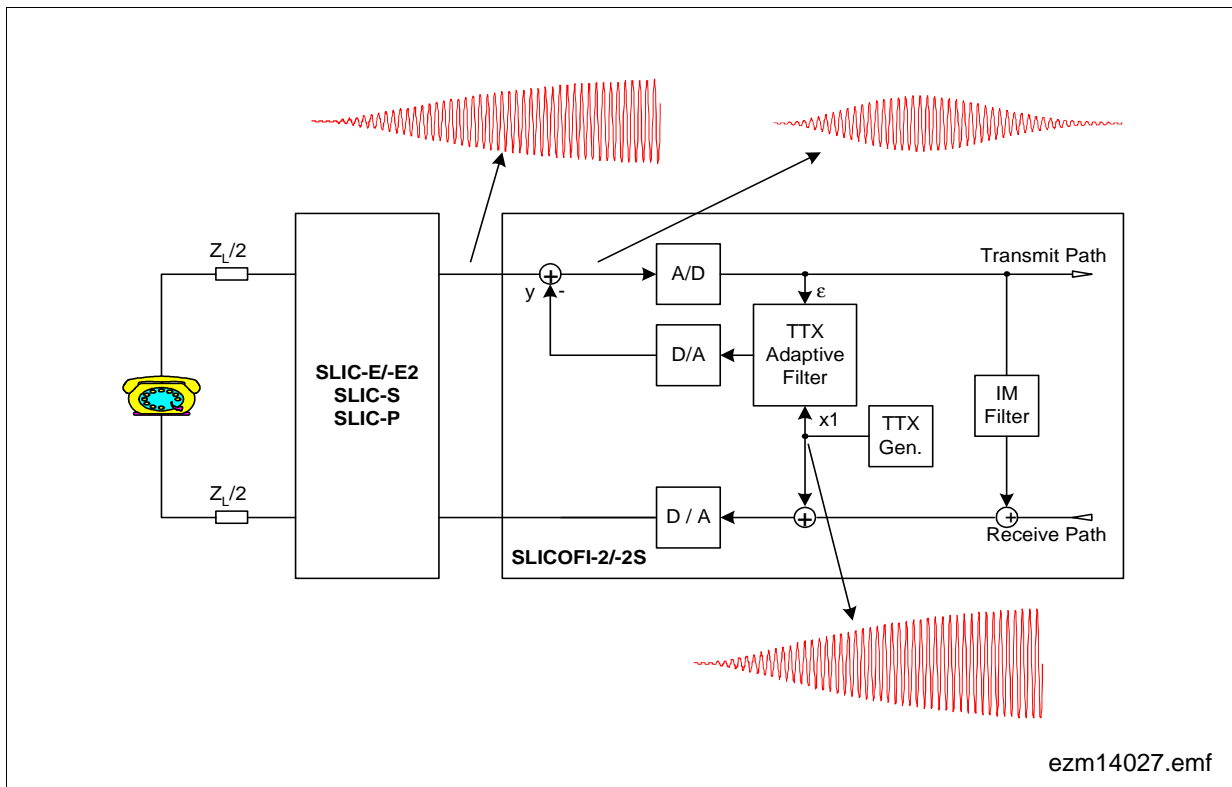 Z_L/2
Transmit Path
A/D
y
-
ε
D/A
TTX
Adaptive
Filter
SLIC-E/-E2
SLIC-S
SLIC-P
IM
Filter
x1
TTX
Gen.
Z_L/2
D / A
Receive Path
SLICOFI-2/-2S
ezm14027.emf